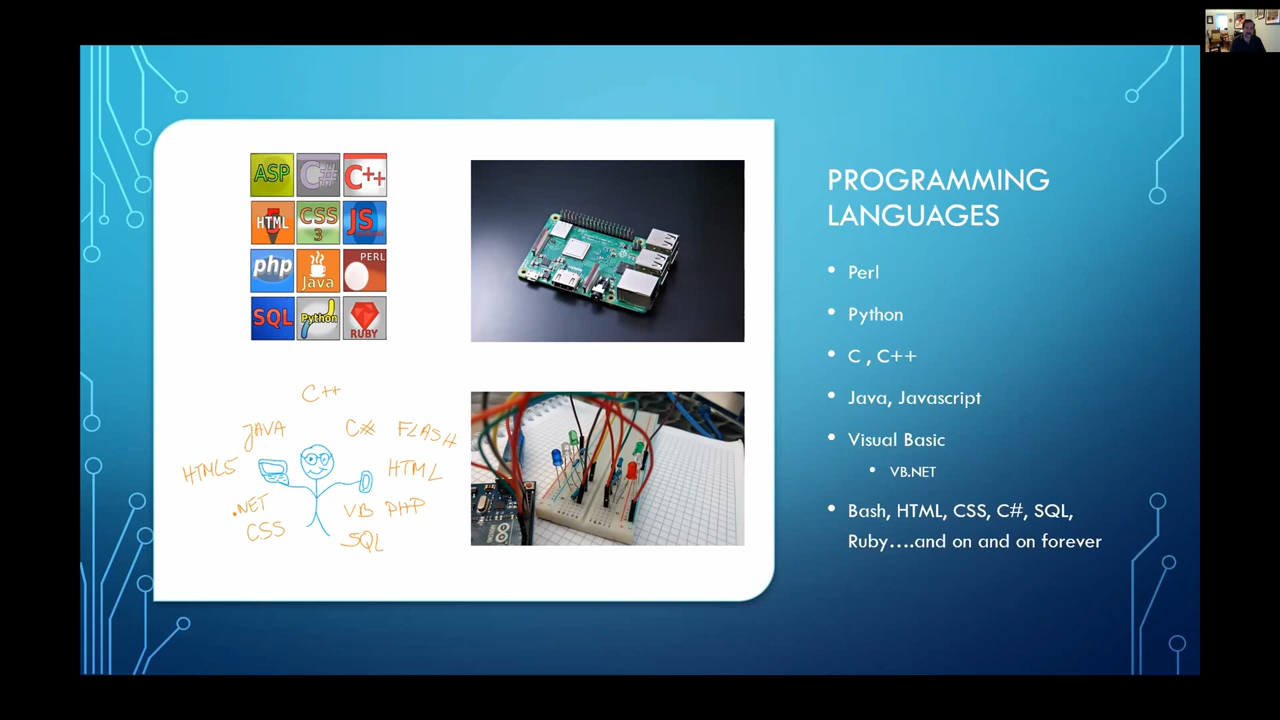 ASP C# C++
HTML 5 CSS 3 JS
php Java PERL
SQL Python RUBY
C++
JAVA C# FLASH
HTML5 HTML
.NET VB PHP
CSS SQL
PROGRAMMING
LANGUAGES
• Perl
• Python
• C , C++
• Java, Javascript
• Visual Basic
• VB.NET
• Bash, HTML, CSS, C#, SQL,
Ruby....and on and on forever